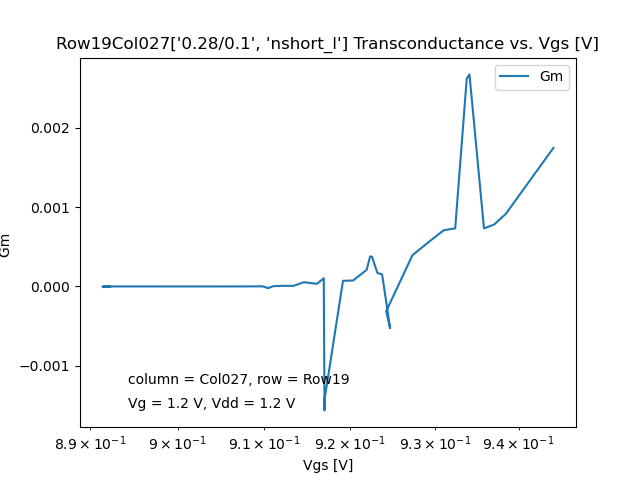 Row19Col027['0.28/0.1', 'nshort_l'] Transconductance vs. Vgs [V]
Gm
0.002
0.001
0.000
−0.001
Gm
column = Col027, row = Row19
Vg = 1.2 V, Vdd = 1.2 V
8.9 × 10⁻¹ 9 × 10⁻¹ 9.1 × 10⁻¹ 9.2 × 10⁻¹ 9.3 × 10⁻¹ 9.4 × 10⁻¹
Vgs [V]